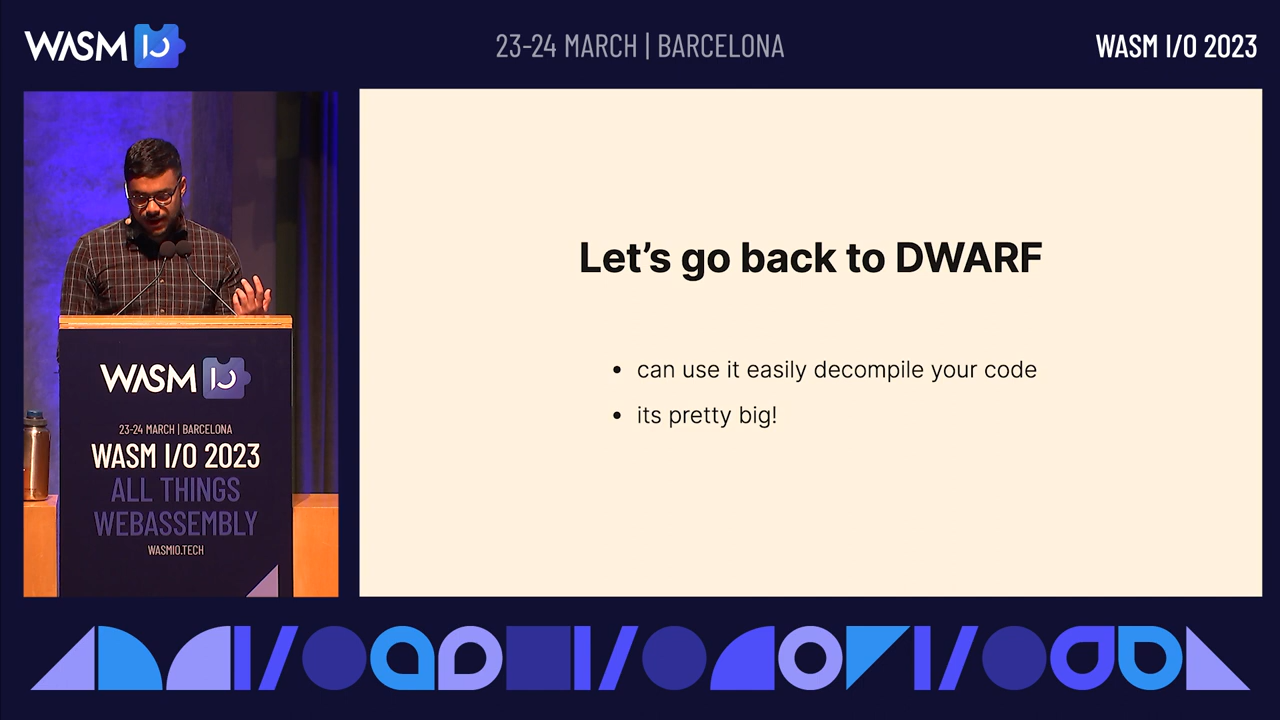 WASM IO
23-24 MARCH | BARCELONA
WASM I/O 2023
Let's go back to DWARF
• can use it easily decompile your code
• its pretty big!
WASM IO
23-24 MARCH | BARCELONA
WASM I/O 2023
ALL THINGS
WEBASSEMBLY
WASMIO.TECH